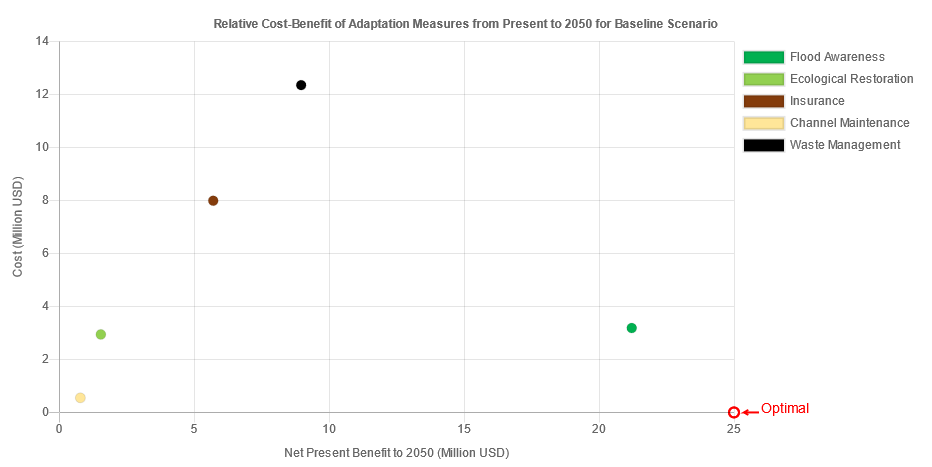 Relative Cost-Benefit of Adaptation Measures from Present to 2050 for Baseline Scenario
Flood Awareness
Ecological Restoration
Insurance
Channel Maintenance
Waste Management
Cost (Million USD)
14
12
10
8
6
4
2
0
0
5
10
15
20
25
Optimal
Net Present Benefit to 2050 (Million USD)